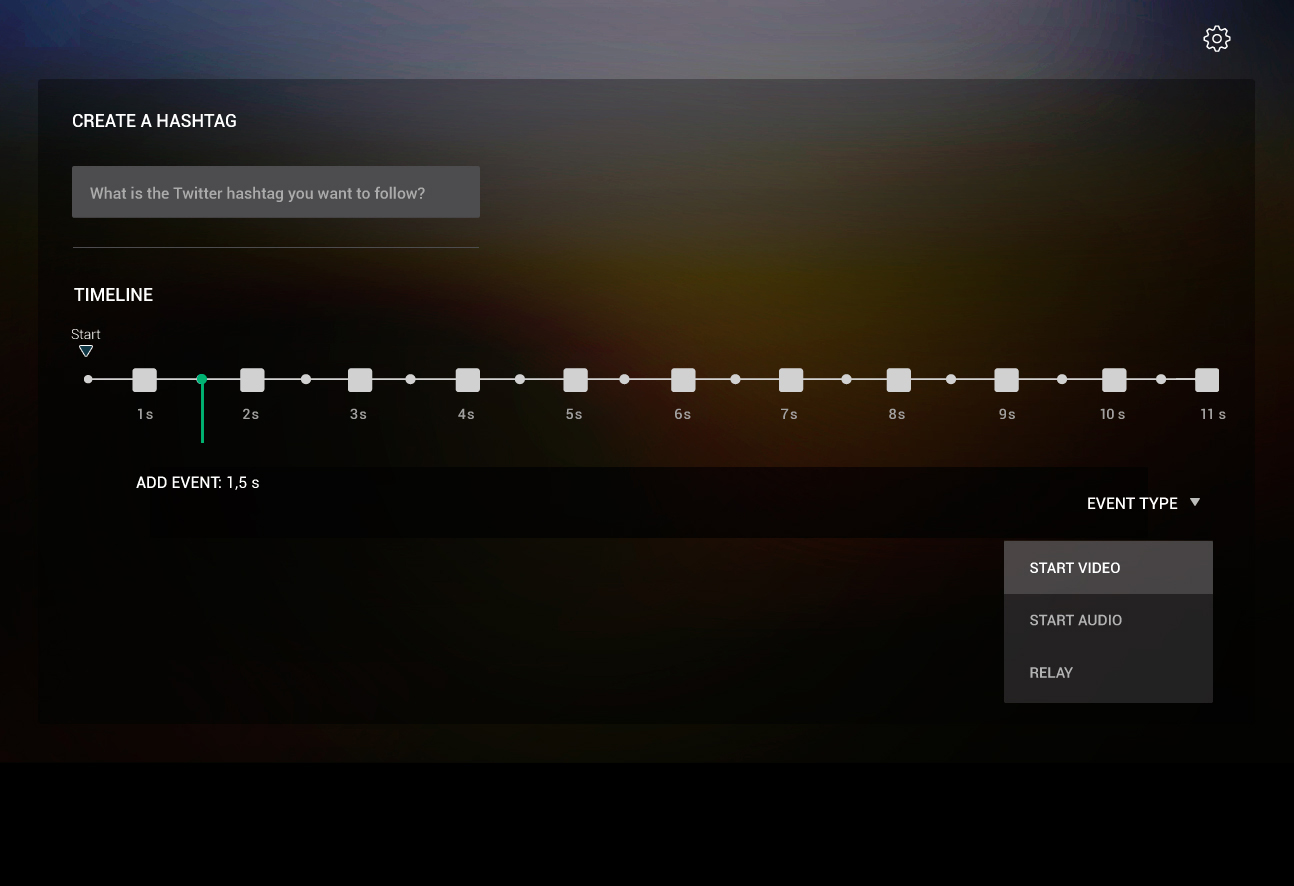 CREATE A HASHTAG
What is the Twitter hashtag you want to follow?
TIMELINE
Start
1s 2s 3s 4s 5s 6s 7s 8s 9s 10 s 11 s
ADD EVENT: 1,5 s
EVENT TYPE
START VIDEO
START AUDIO
RELAY